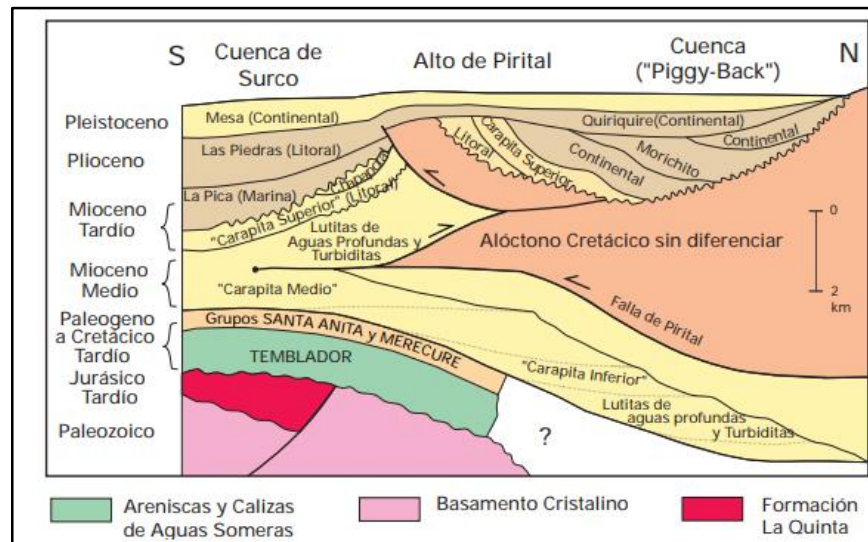 S
Cuenca de
Surco
Alto de Pirital
Cuenca
("Piggy-Back")
N
Pleistoceno
Plioceno
Mioceno
Tardío
Mioceno
Medio
Paleogeno
a Cretácico
Tardío
Jurásico
Tardío
Paleozoico
Mesa (Continental)
Las Piedras (Litoral)
La Pica (Marina)
Chapapotal
"Carapita Superior" (Litoral)
Lutitas de
Aguas Profundas y
Turbiditas
"Carapita Medio"
Grupos SANTA ANITA y MERECURE
TEMBLADOR
Litoral
Carapita Superior
Quiriquire(Continental)
Continental
Morichito
Continental
Alóctono Cretácico sin diferenciar
0
2
km
Falla de Pirital
"Carapita Inferior"
Lutitas de
aguas profundas
y Turbiditas
?
Areniscas y Calizas
de Aguas Someras
Basamento Cristalino
Formación
La Quinta